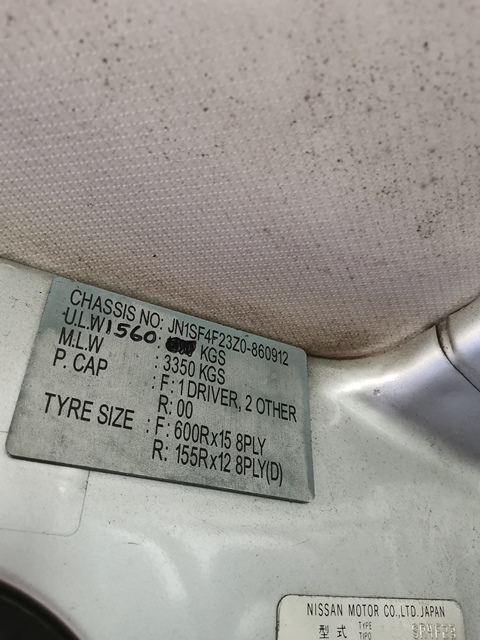 CHASSIS NO: JN1SF4F23Z0-860912
U.L.W 1560 KGS
M.L.W : 3350 KGS
P. CAP : F: 1 DRIVER, 2 OTHER
R: 00
TYRE SIZE : F: 600Rx15 8PLY
R: 155Rx12 8PLY(D)
NISSAN MOTOR CO.,LTD.JAPAN
型式 TYPE
TIPO